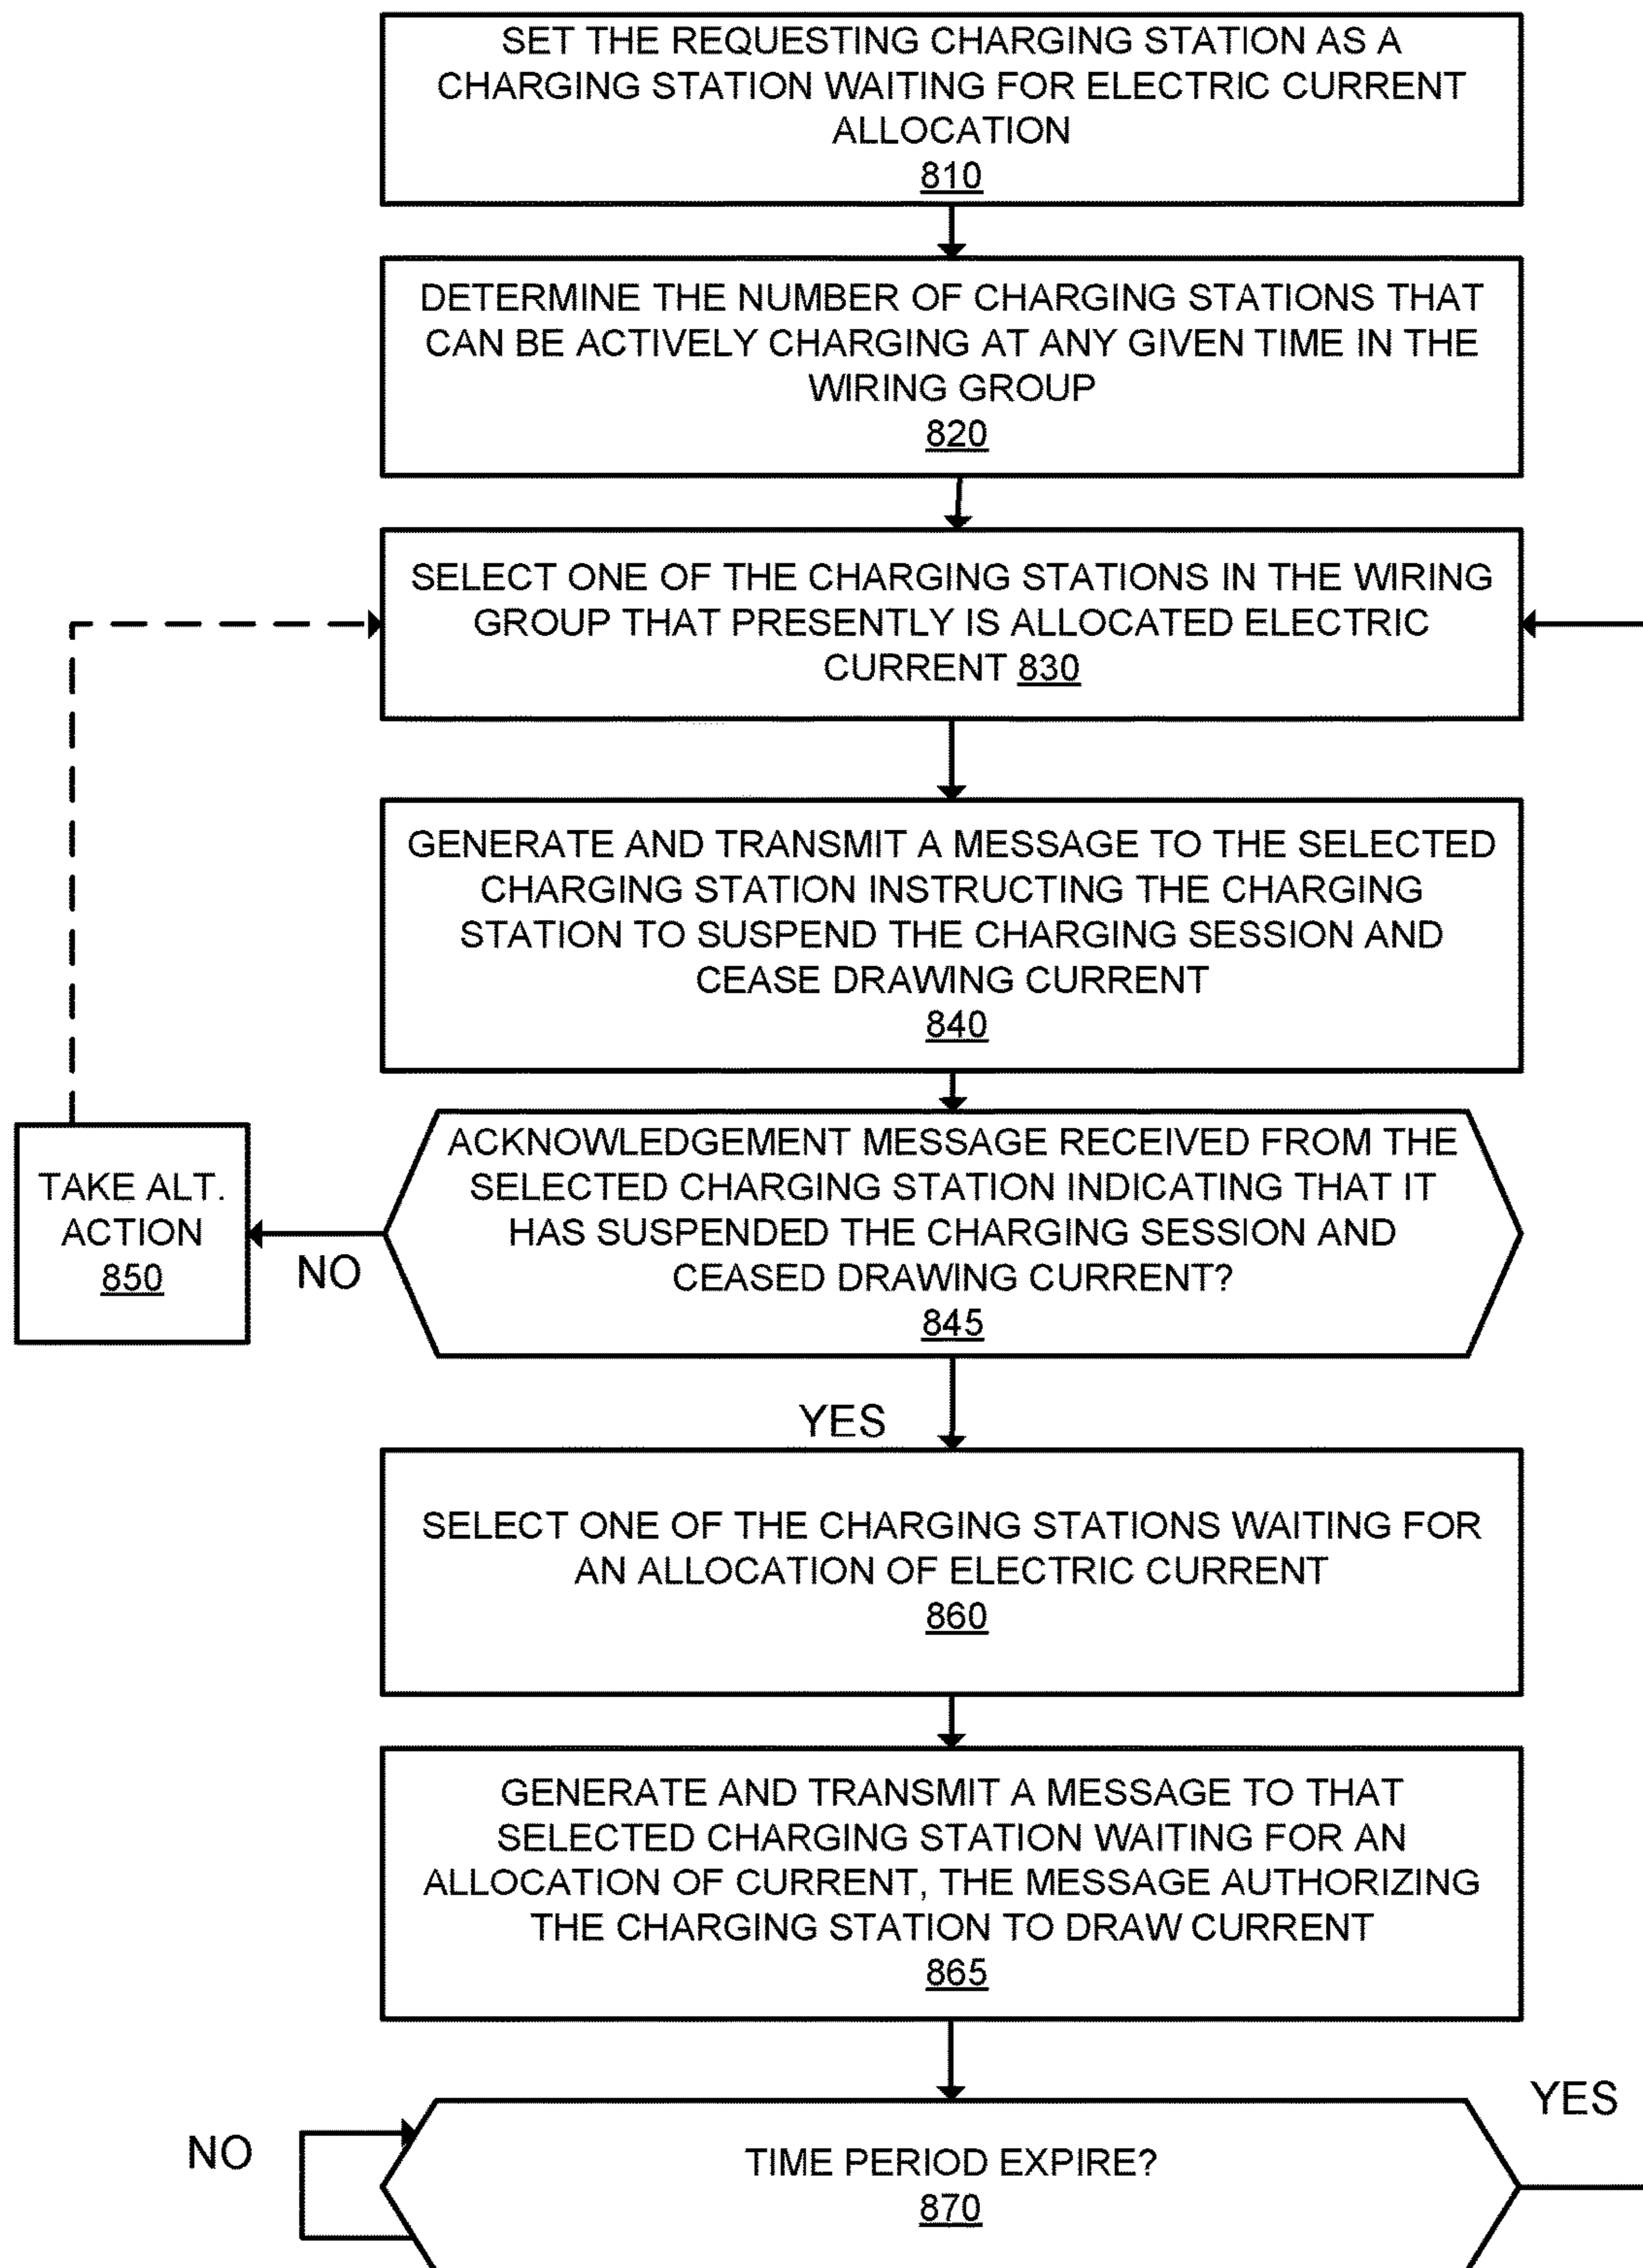 SET THE REQUESTING CHARGING STATION AS A
CHARGING STATION WAITING FOR ELECTRIC CURRENT
ALLOCATION
810
DETERMINE THE NUMBER OF CHARGING STATIONS THAT
CAN BE ACTIVELY CHARGING AT ANY GIVEN TIME IN THE
WIRING GROUP
820
SELECT ONE OF THE CHARGING STATIONS IN THE WIRING
GROUP THAT PRESENTLY IS ALLOCATED ELECTRIC
CURRENT 830
GENERATE AND TRANSMIT A MESSAGE TO THE SELECTED
CHARGING STATION INSTRUCTING THE CHARGING
STATION TO SUSPEND THE CHARGING SESSION AND
CEASE DRAWING CURRENT
840
ACKNOWLEDGEMENT MESSAGE RECEIVED FROM THE
SELECTED CHARGING STATION INDICATING THAT IT
HAS SUSPENDED THE CHARGING SESSION AND
CEASED DRAWING CURRENT?
845
NO
TAKE ALT.
ACTION
850
YES
SELECT ONE OF THE CHARGING STATIONS WAITING FOR
AN ALLOCATION OF ELECTRIC CURRENT
860
GENERATE AND TRANSMIT A MESSAGE TO THAT
SELECTED CHARGING STATION WAITING FOR AN
ALLOCATION OF CURRENT, THE MESSAGE AUTHORIZING
THE CHARGING STATION TO DRAW CURRENT
865
YES
NO
TIME PERIOD EXPIRE?
870